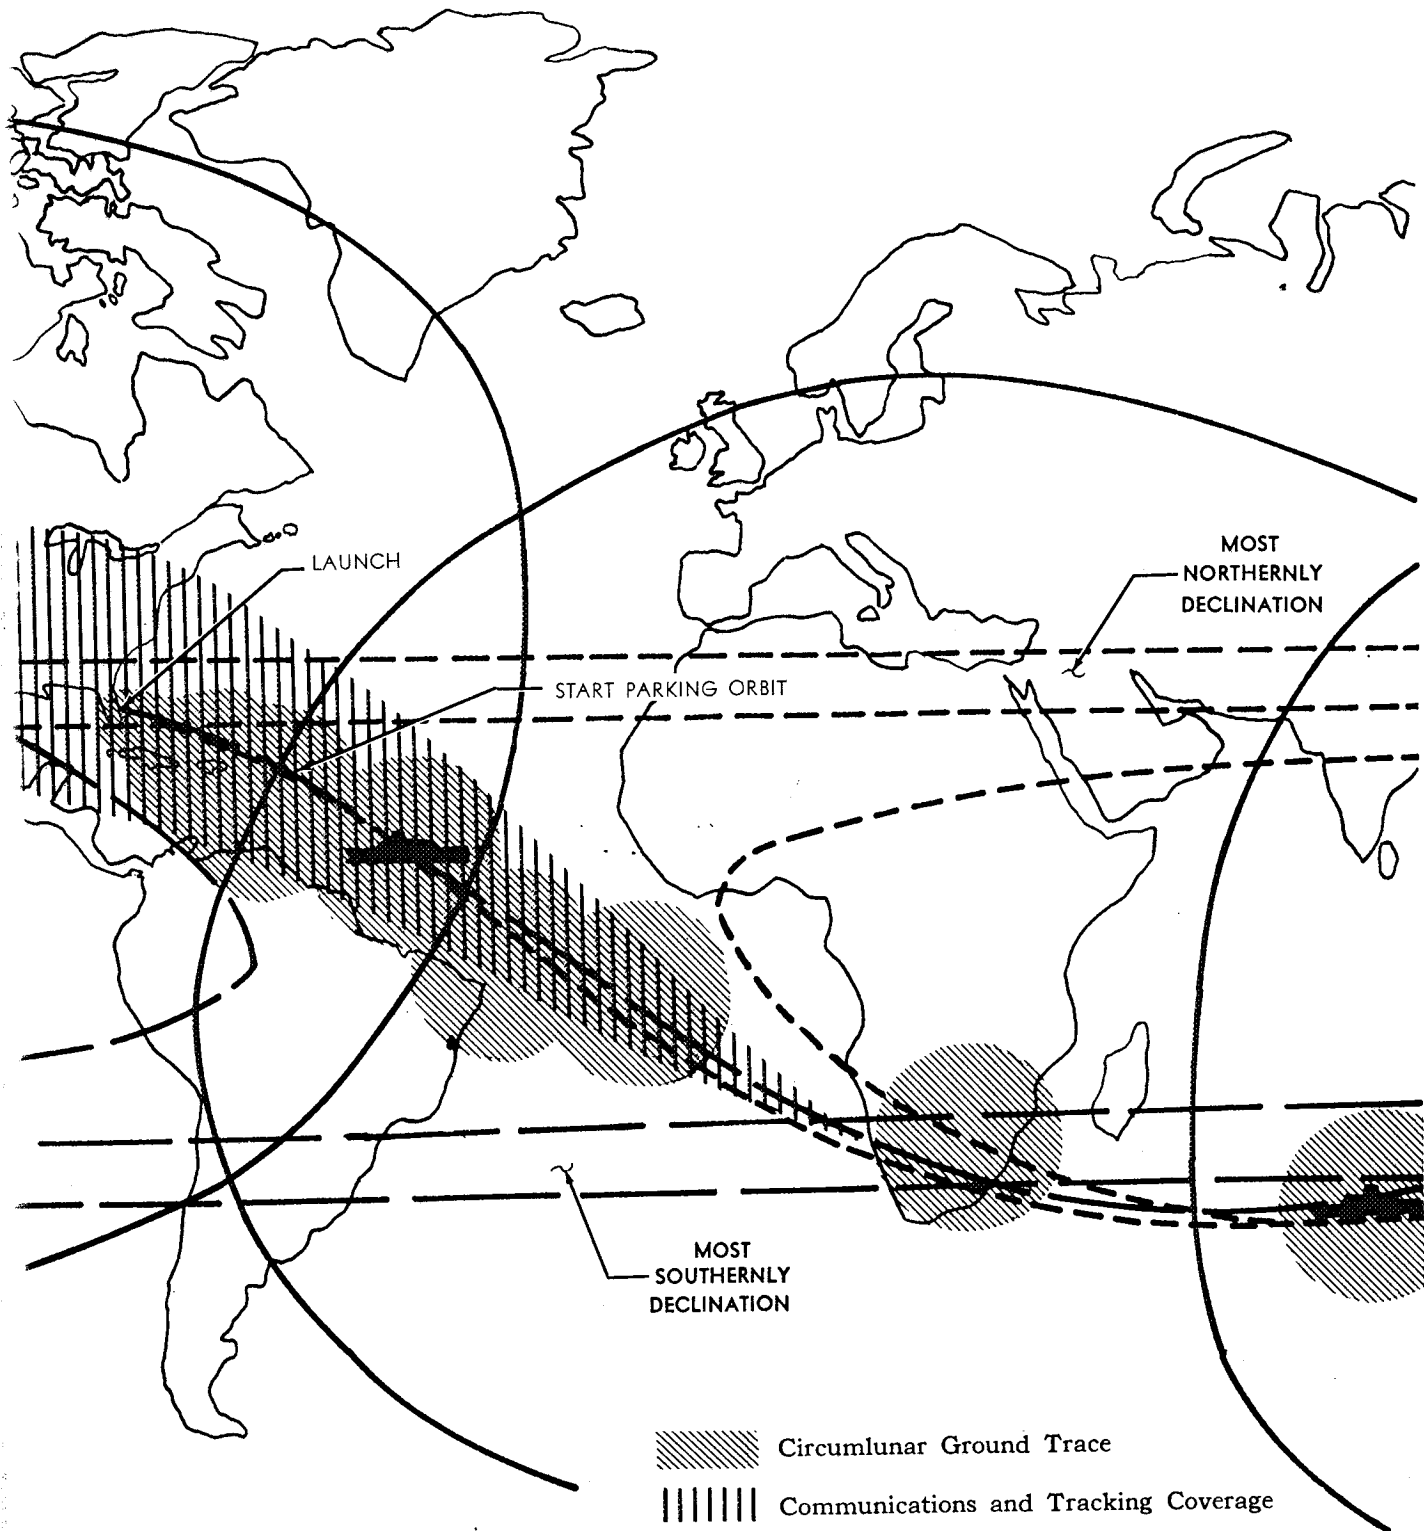 LAUNCH
MOST
NORTHERNLY
DECLINATION
START PARKING ORBIT
MOST
SOUTHERNLY
DECLINATION
Circumlunar Ground Trace
Communications and Tracking Coverage